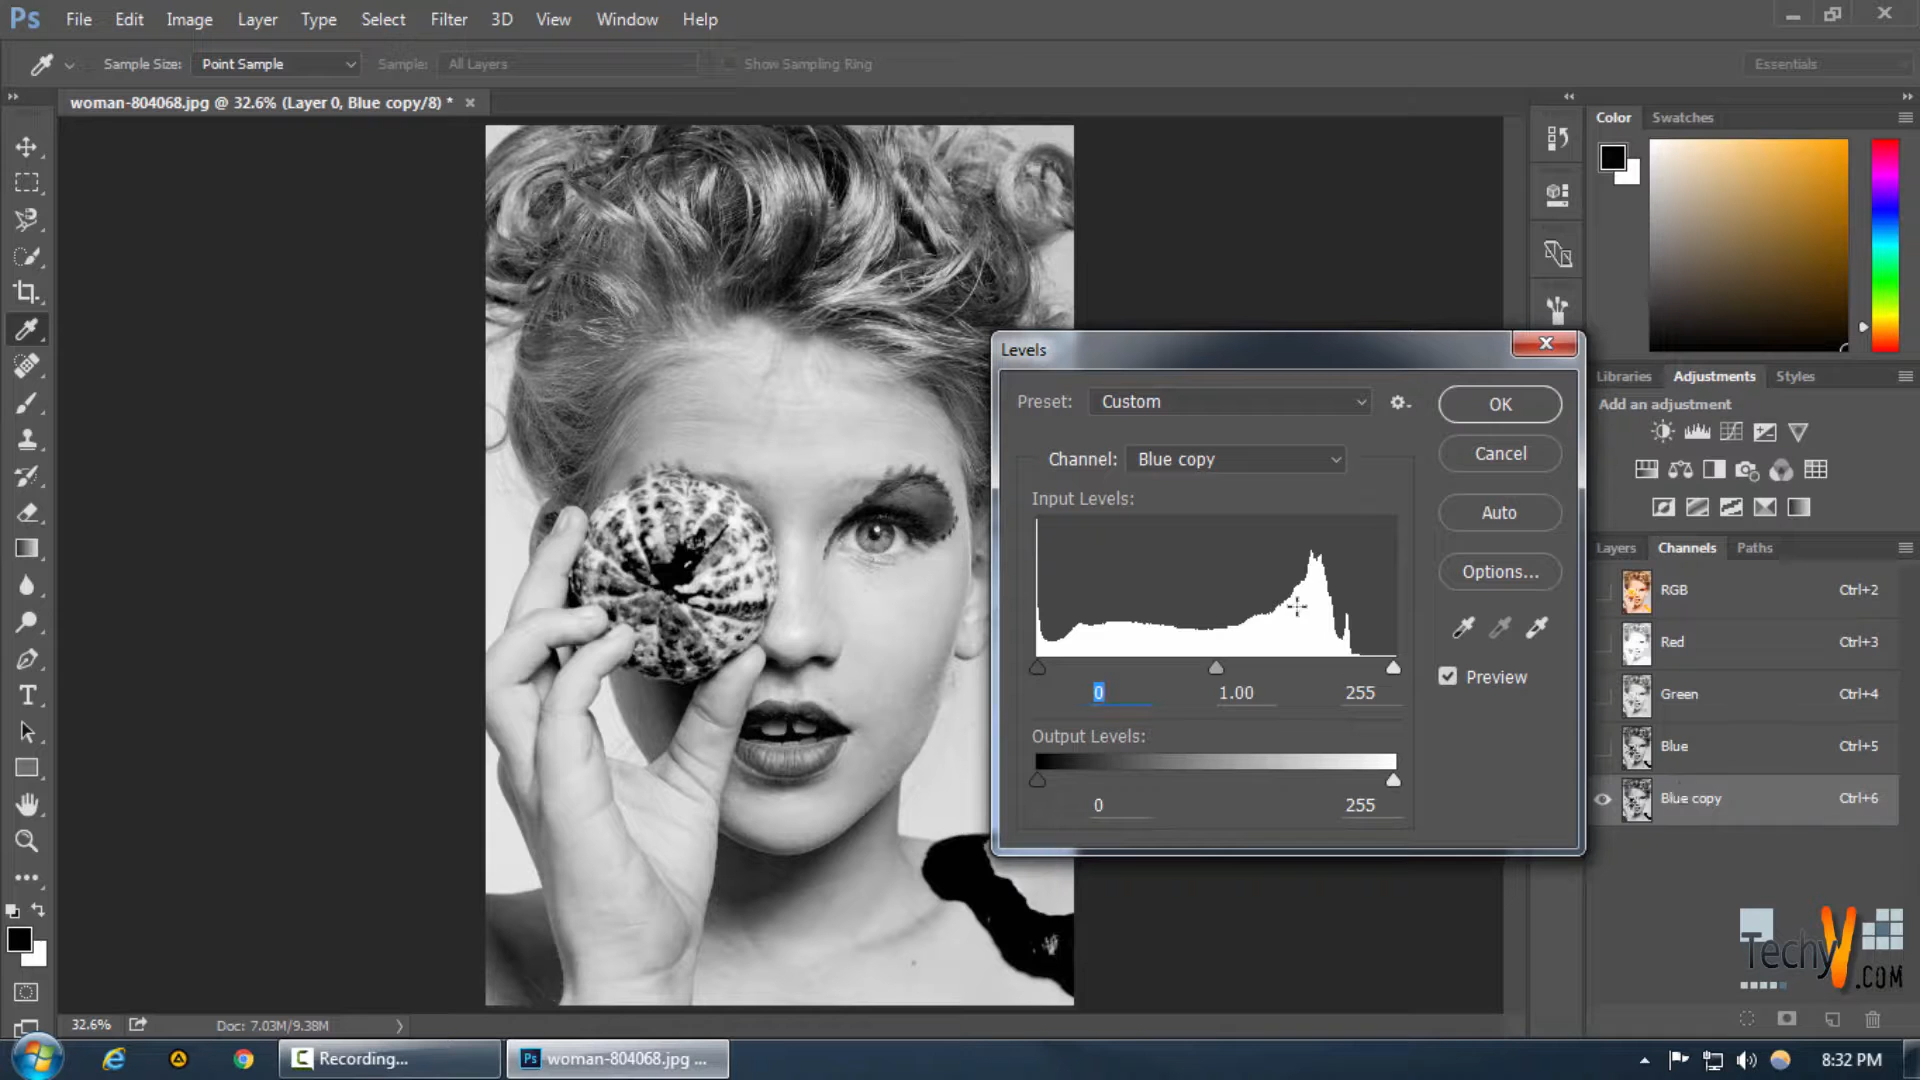 Ps File Edit Image Layer Type Select Filter 3D View Window Help
Sample Size: Point Sample Sample: All Layers Show Sampling Ring Essentials
woman-804068.jpg @ 32.6% (Layer 0, Blue copy/8) *
Color Swatches
Levels
Preset: Custom
OK
Channel: Blue copy
Cancel
Input Levels:
Auto
Options...
0 1.00 255
Preview
Output Levels:
0 255
Libraries Adjustments Styles
Add an adjustment
Layers Channels Paths
RGB Ctrl+2
Red Ctrl+3
Green Ctrl+4
Blue Ctrl+5
Blue copy Ctrl+6
TechyV
.COM
32.6% Doc: 7.03M/9.38M
Recording...
Ps woman-804068.jpg ...
8:32 PM